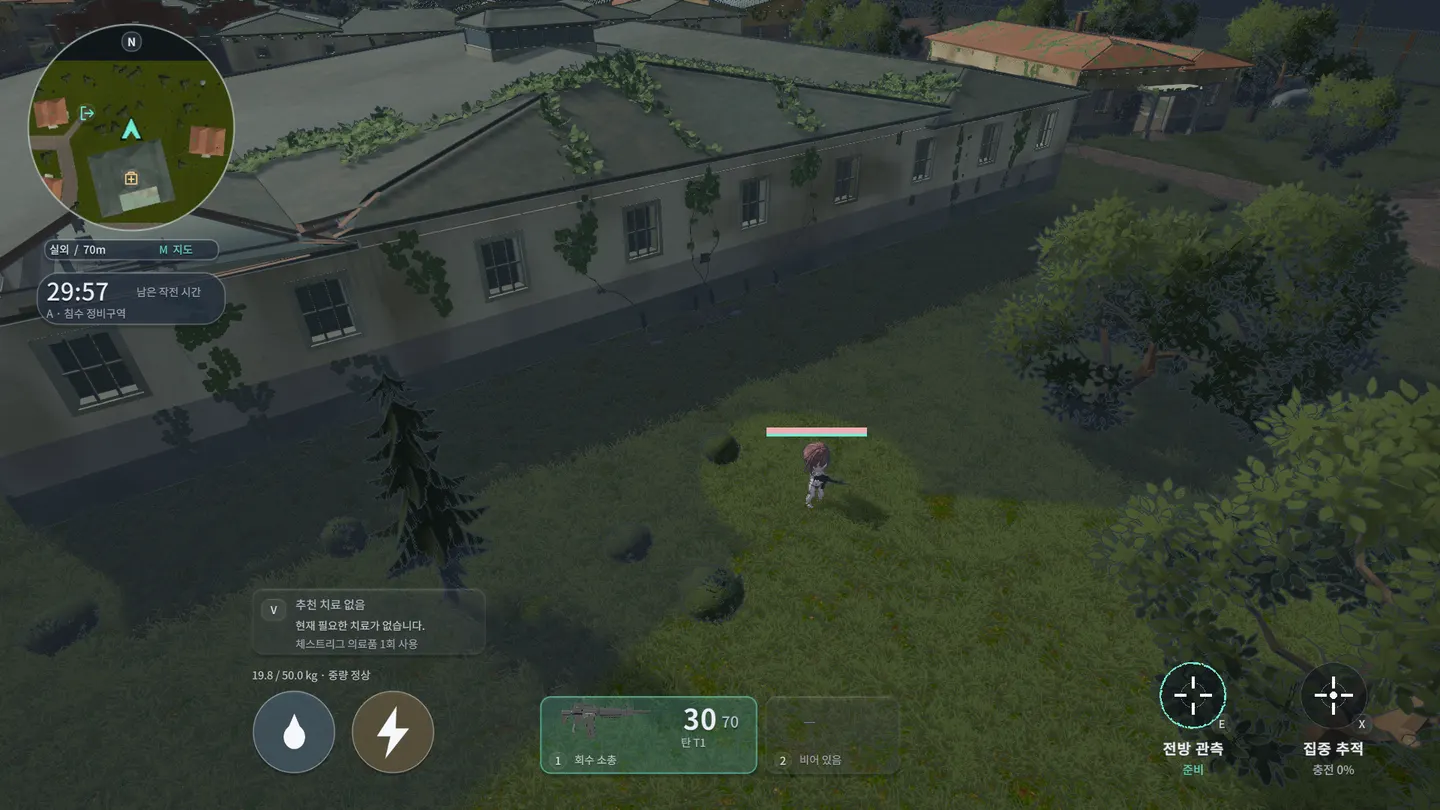 N
실외 / 70m M 지도
29:57 남은 작전 시간
A · 침수 정비구역
V 추천 치료 없음
현재 필요한 치료가 없습니다.
체스트리그 의료품 1회 사용
19.8 / 50.0 kg · 중량 정상
30 70
탄 T1
1 회수 소총
—
2 비어 있음
E
전방 관측
준비
X
집중 추적
충전 0%